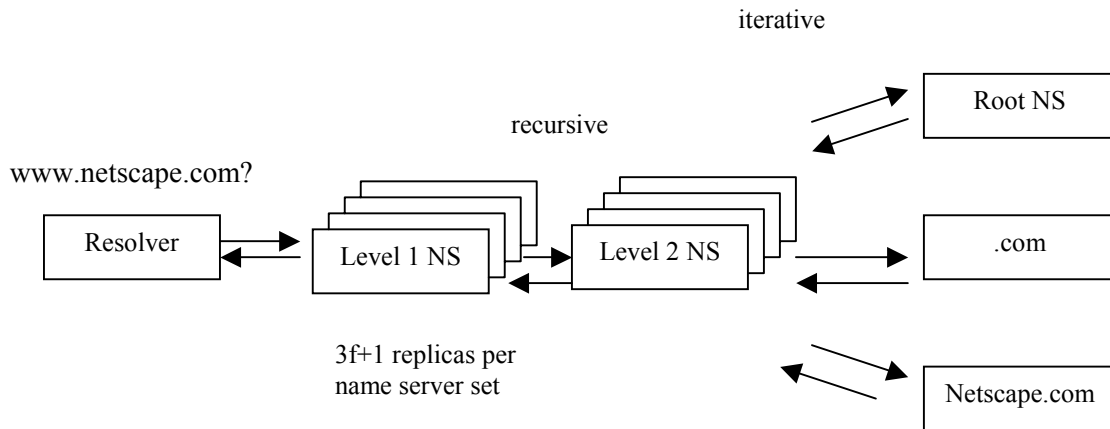 iterative
Root NS
recursive
www.netscape.com?
Resolver
Level 1 NS
Level 2 NS
.com
3f+1 replicas per
name server set
Netscape.com